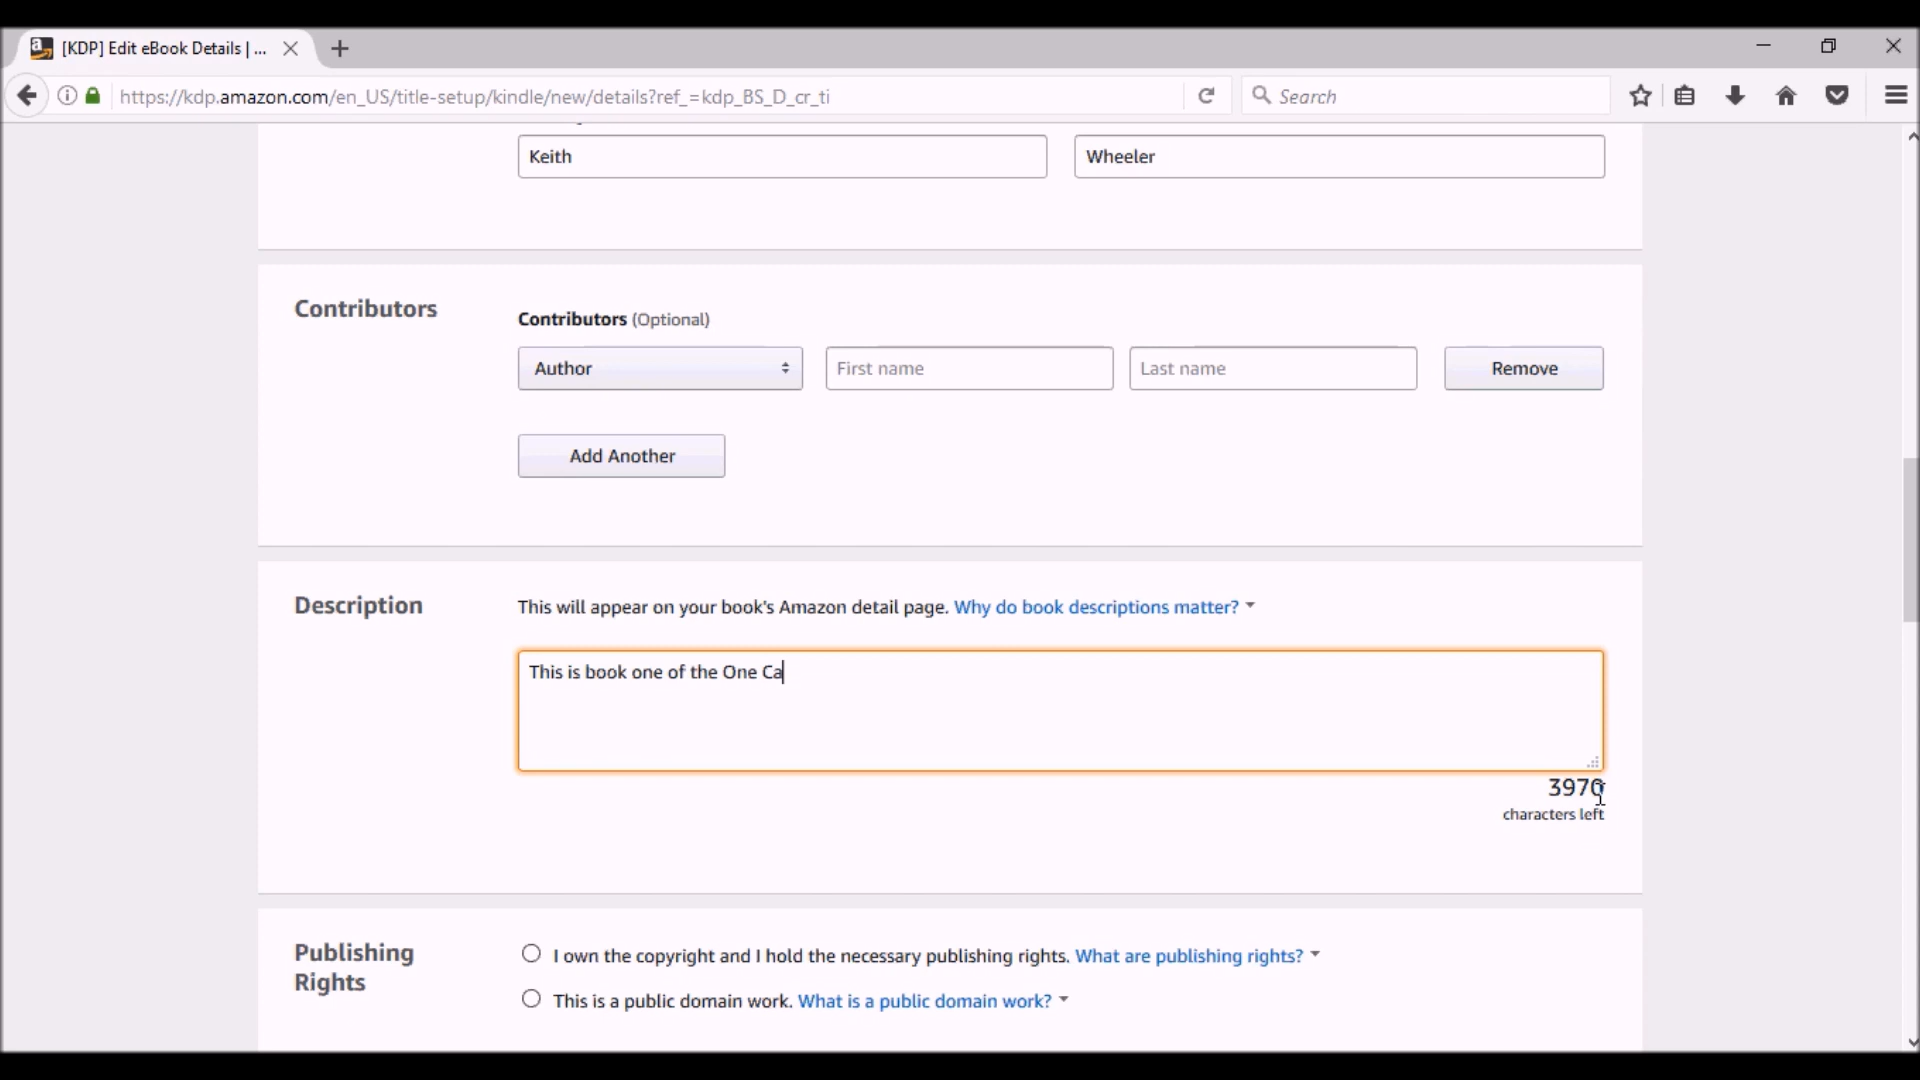 [KDP] Edit eBook Details | ...
https://kdp.amazon.com/en_US/title-setup/kindle/new/details?ref_=kdp_BS_D_cr_ti
Search
Keith
Wheeler
Contributors
Contributors (Optional)
Author
First name
Last name
Remove
Add Another
Description
This will appear on your book's Amazon detail page. Why do book descriptions matter?
This is book one of the One Ca
3970
characters left
Publishing
Rights
I own the copyright and I hold the necessary publishing rights. What are publishing rights?
This is a public domain work. What is a public domain work?